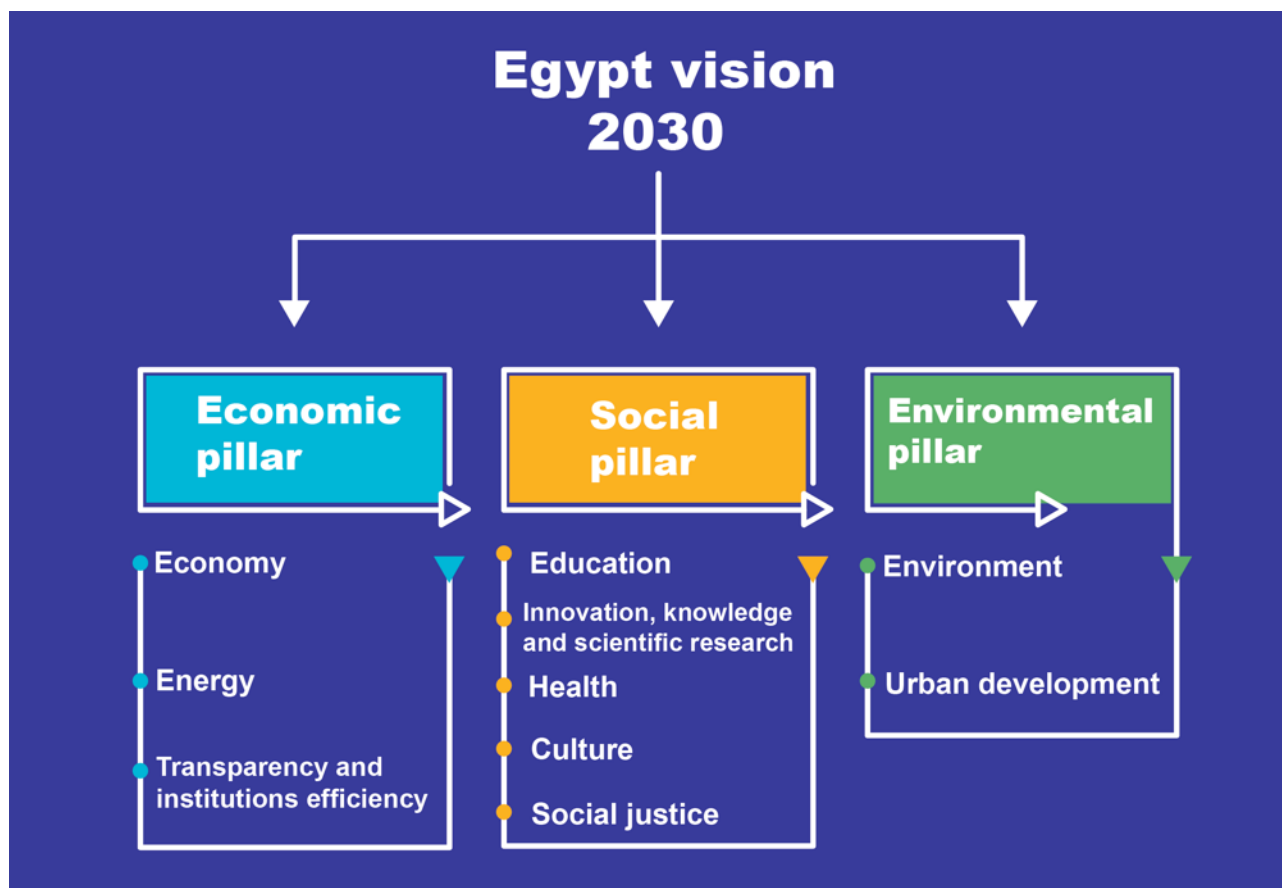 Egypt vision
2030
Economic
pillar
Economy
Energy
Transparency and
institutions efficiency
Social
pillar
Education
Innovation, knowledge
and scientific research
Health
Culture
Social justice
Environmental
pillar
Environment
Urban development